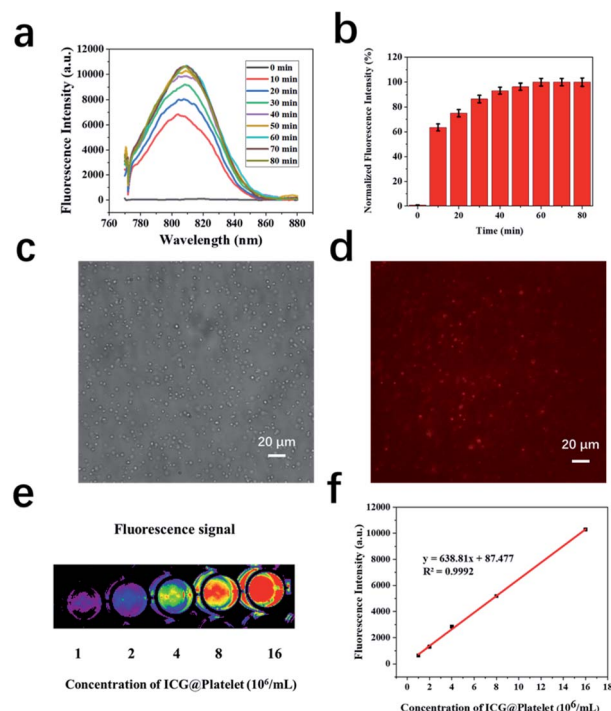 a
12000
10000
8000
6000
4000
2000
0
Fluorescence Intensity (a.u.)
0 min
10 min
20 min
30 min
40 min
50 min
60 min
70 min
80 min
760 780 800 820 840 860 880
Wavelength (nm)
b
120
100
80
60
40
20
0
Normalized Fluorescence Intensity (%)
0 20 40 60 80
Time (min)
c
20 μm
d
20 μm
e
Fluorescence signal
1 2 4 8 16
Concentration of ICG@Platelet (10⁶/mL)
f
12000
10000
8000
6000
4000
2000
0
Fluorescence Intensity (a.u.)
y = 638.81x + 87.477
R² = 0.9992
0 2 4 6 8 10 12 14 16 18
Concentration of ICG@Platelet (10⁶/mL)